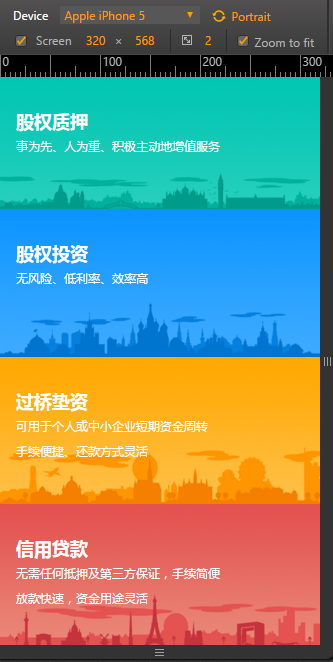 Device Apple iPhone 5 Portrait
Screen 320 × 568 2 Zoom to fit
0 100 200 300
股权质押
事为先、人为重、积极主动地增值服务
股权投资
无风险、低利率、效率高
过桥垫资
可用于个人或中小企业短期资金周转
手续便捷、还款方式灵活
信用贷款
无需任何抵押及第三方保证，手续简便
放款快速，资金用途灵活